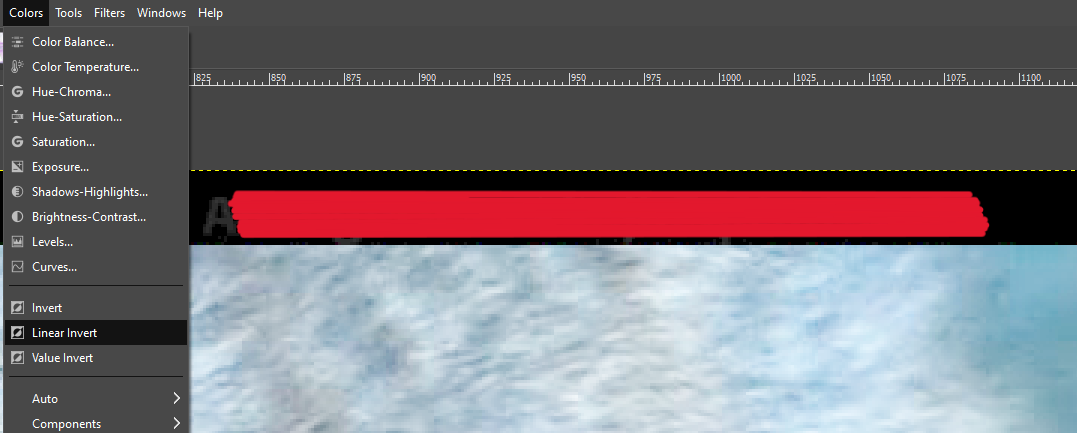 Colors Tools Filters Windows Help
Color Balance...
Color Temperature...
Hue-Chroma...
Hue-Saturation...
Saturation...
Exposure...
Shadows-Highlights...
Brightness-Contrast...
Levels...
Curves...
Invert
Linear Invert
Value Invert
Auto
Components
825 850 875 900 925 950 975 1000 1025 1050 1075 1100
A